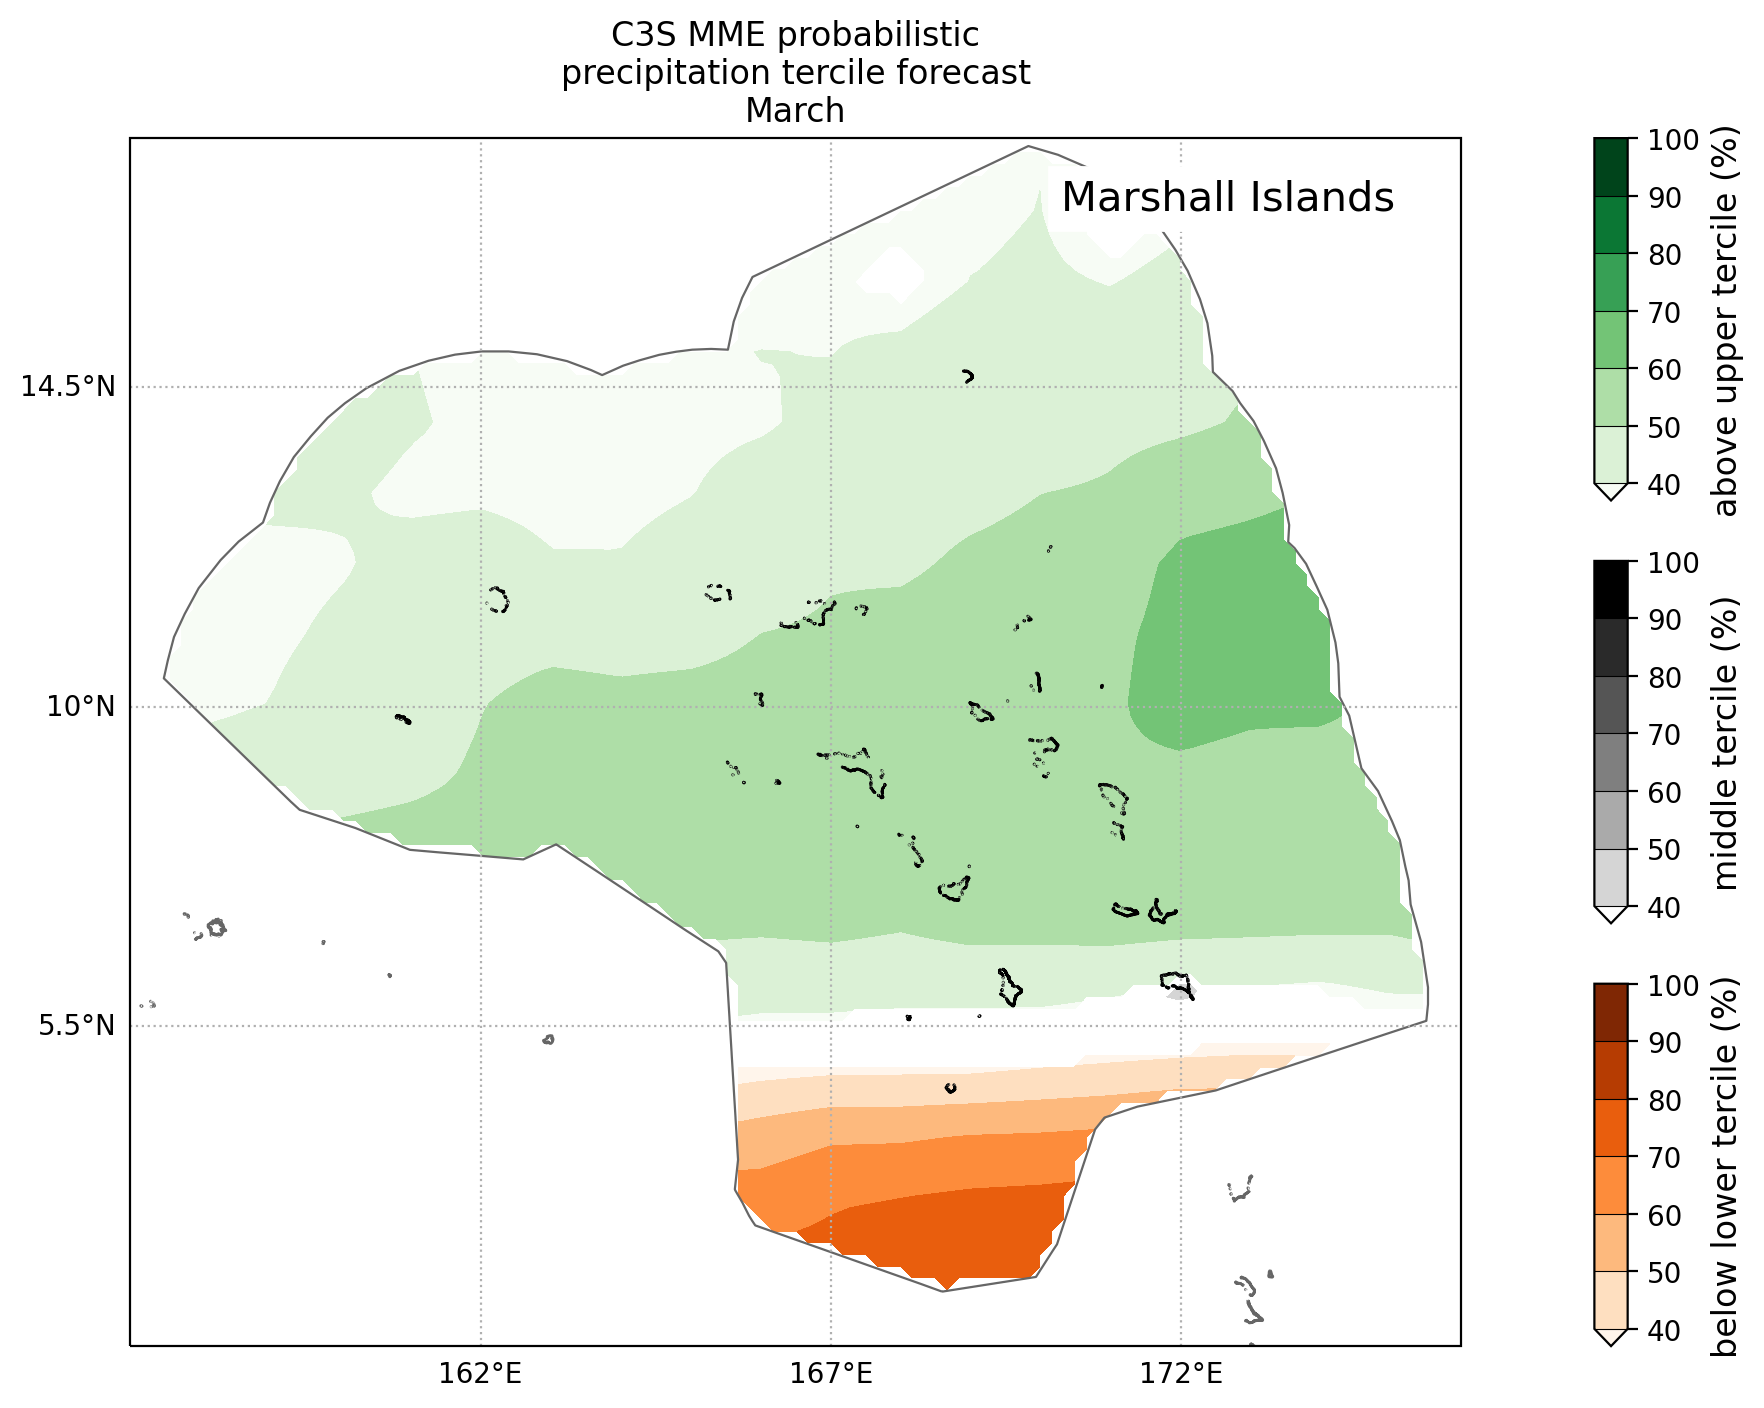 C3S MME probabilistic
precipitation tercile forecast
March
Marshall Islands
14.5°N
10°N
5.5°N
162°E
167°E
172°E
100
90
80
70
60
50
40
above upper tercile (%)
100
90
80
70
60
50
40
middle tercile (%)
100
90
80
70
60
50
40
below lower tercile (%)